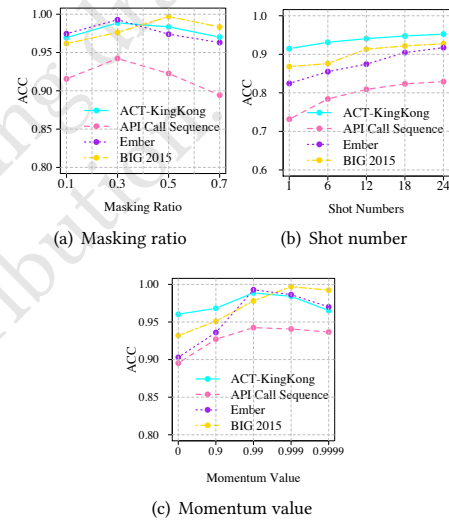 1.00
0.95
0.90
0.85
0.80
ACC
ACT-KingKong
API Call Sequence
Ember
BIG 2015
0.1 0.3 0.5 0.7
Masking Ratio
(a) Masking ratio
1.0
0.9
0.8
0.7
0.6
ACC
ACT-KingKong
API Call Sequence
Ember
BIG 2015
1 6 12 18 24
Shot Numbers
(b) Shot number
1.00
0.95
0.90
0.85
0.80
ACC
ACT-KingKong
API Call Sequence
Ember
BIG 2015
0 0.9 0.99 0.999 0.9999
Momentum Value
(c) Momentum value